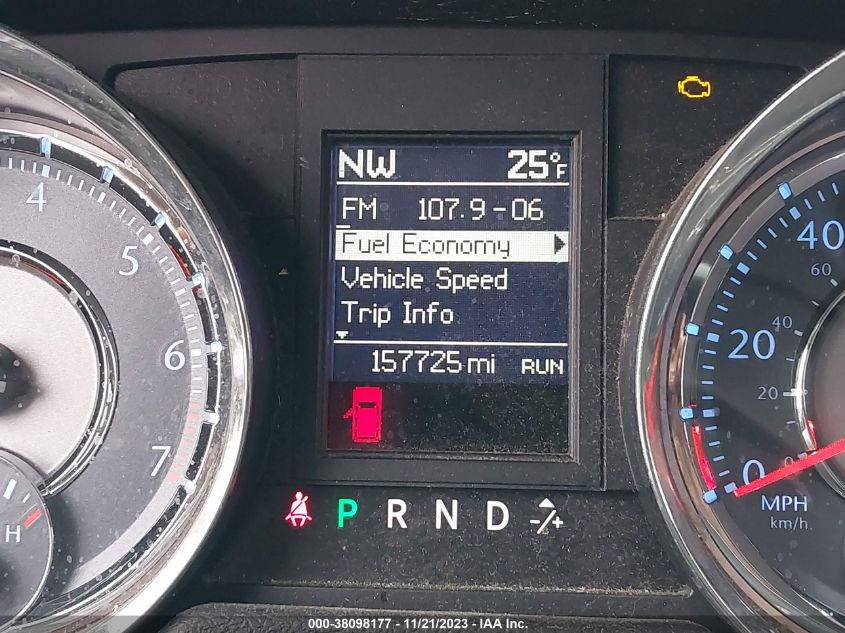 NW 25°F
FM 107.9-06
Fuel Economy
Vehicle Speed
Trip Info
157725 mi RUN
P R N D -/+
4
5
6
7
H
40
60
20
40
20
0
0
MPH
km/h
000-38098177 - 11/21/2023 - IAA Inc.